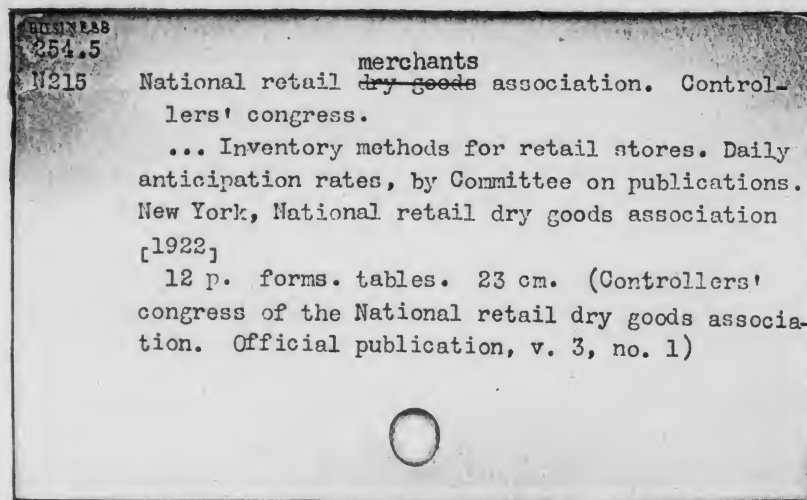 BUSINESS
254.5
merchants
N215 National retail dry goods association. Control-
lers' congress.
... Inventory methods for retail stores. Daily
anticipation rates, by Committee on publications.
New York, National retail dry goods association
[1922]
12 p. forms. tables. 23 cm. (Controllers'
congress of the National retail dry goods associa-
tion. Official publication, v. 3, no. 1)